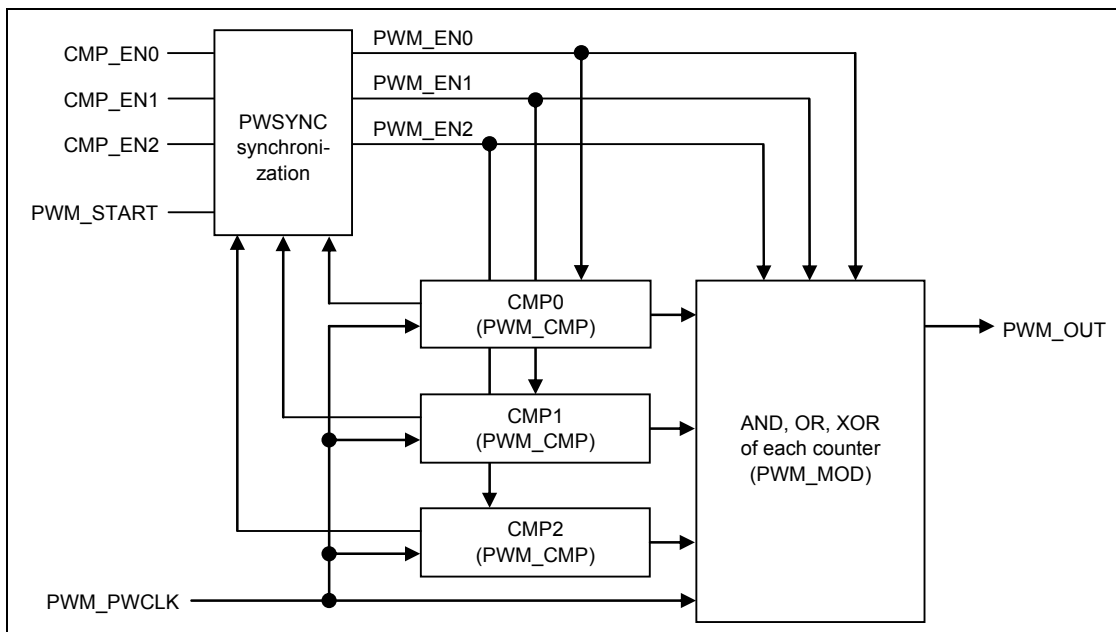 CMP_EN0
CMP_EN1
CMP_EN2
PWM_START
PWSYNC
synchroni-
zation
PWM_EN0
PWM_EN1
PWM_EN2
CMP0
(PWM_CMP)
CMP1
(PWM_CMP)
CMP2
(PWM_CMP)
AND, OR, XOR
of each counter
(PWM_MOD)
PWM_OUT
PWM_PWCLK